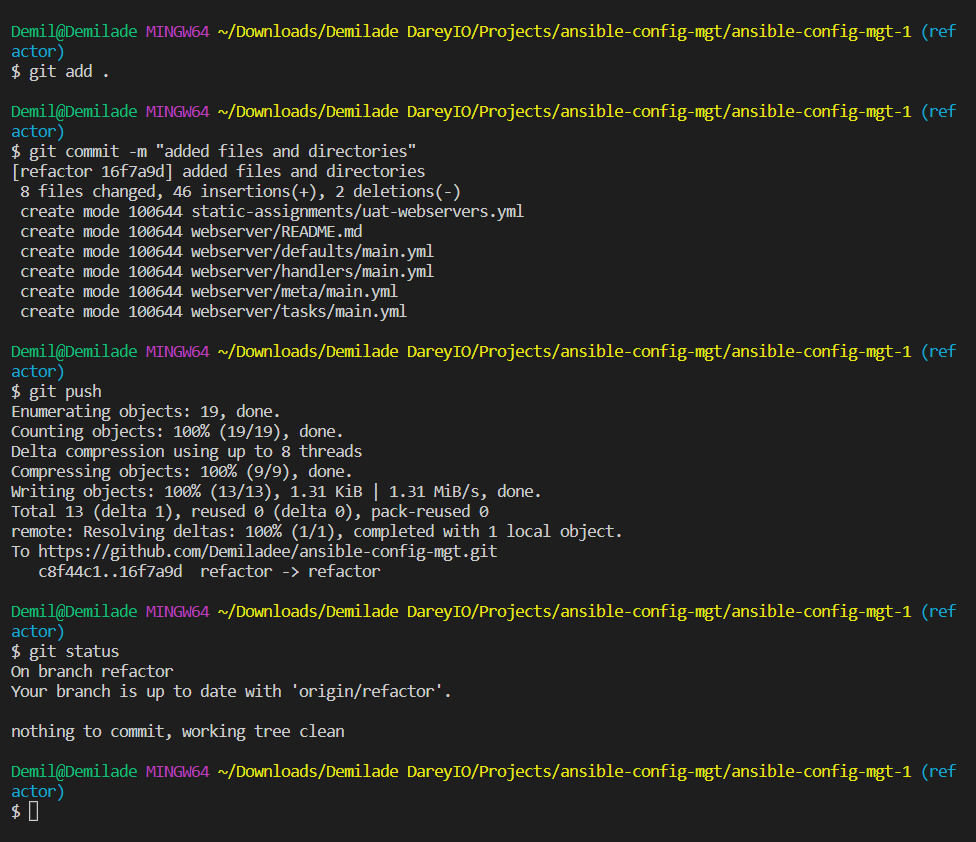 Demil@Demilade MINGW64 ~/Downloads/Demilade DareyIO/Projects/ansible-config-mgt/ansible-config-mgt-1 (ref
actor)
$ git add .
Demil@Demilade MINGW64 ~/Downloads/Demilade DareyIO/Projects/ansible-config-mgt/ansible-config-mgt-1 (ref
actor)
$ git commit -m "added files and directories"
[refactor 16f7a9d] added files and directories
 8 files changed, 46 insertions(+), 2 deletions(-)
 create mode 100644 static-assignments/uat-webservers.yml
 create mode 100644 webserver/README.md
 create mode 100644 webserver/defaults/main.yml
 create mode 100644 webserver/handlers/main.yml
 create mode 100644 webserver/meta/main.yml
 create mode 100644 webserver/tasks/main.yml
Demil@Demilade MINGW64 ~/Downloads/Demilade DareyIO/Projects/ansible-config-mgt/ansible-config-mgt-1 (ref
actor)
$ git push
Enumerating objects: 19, done.
Counting objects: 100% (19/19), done.
Delta compression using up to 8 threads
Compressing objects: 100% (9/9), done.
Writing objects: 100% (13/13), 1.31 KiB | 1.31 MiB/s, done.
Total 13 (delta 1), reused 0 (delta 0), pack-reused 0
remote: Resolving deltas: 100% (1/1), completed with 1 local object.
To https://github.com/Demiladee/ansible-config-mgt.git
   c8f44c1..16f7a9d  refactor -> refactor
Demil@Demilade MINGW64 ~/Downloads/Demilade DareyIO/Projects/ansible-config-mgt/ansible-config-mgt-1 (ref
actor)
$ git status
On branch refactor
Your branch is up to date with 'origin/refactor'.
nothing to commit, working tree clean
Demil@Demilade MINGW64 ~/Downloads/Demilade DareyIO/Projects/ansible-config-mgt/ansible-config-mgt-1 (ref
actor)
$